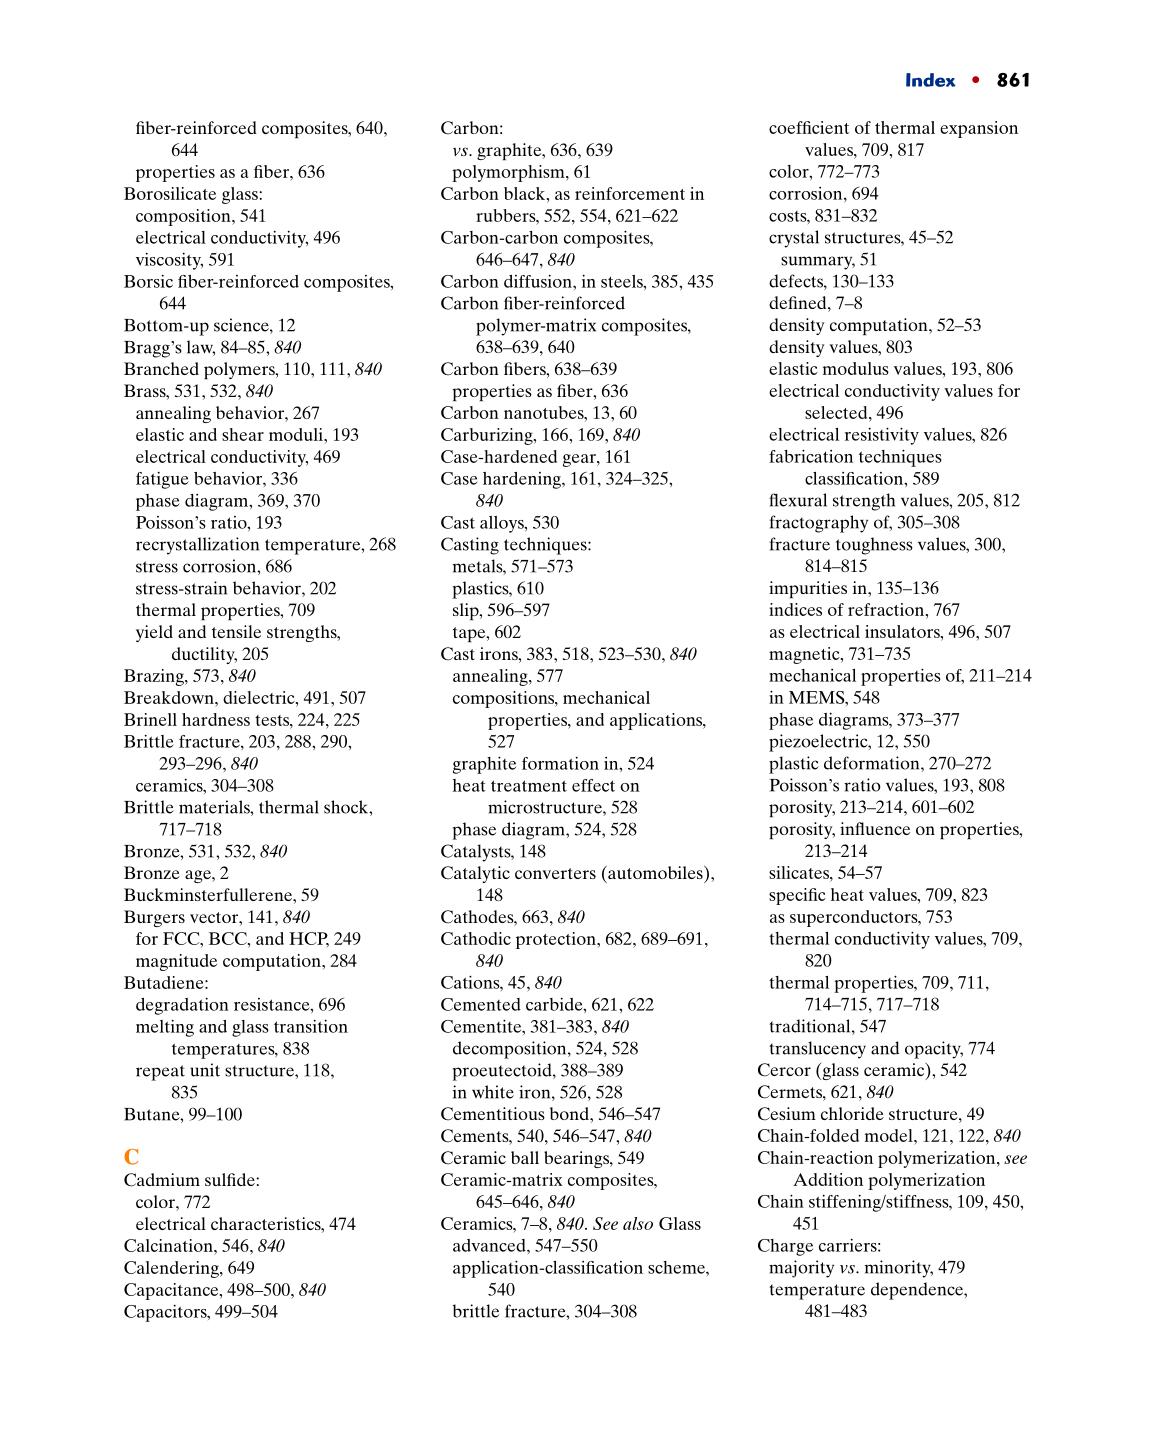 Index • 861
fiber-reinforced composites, 640,
644
properties as a fiber, 636
Borosilicate glass:
composition, 541
electrical conductivity, 496
viscosity, 591
Borsic fiber-reinforced composites,
644
Bottom-up science, 12
Bragg's law, 84–85, 840
Branched polymers, 110, 111, 840
Brass, 531, 532, 840
annealing behavior, 267
elastic and shear moduli, 193
electrical conductivity, 469
fatigue behavior, 336
phase diagram, 369, 370
Poisson's ratio, 193
recrystallization temperature, 268
stress corrosion, 686
stress-strain behavior, 202
thermal properties, 709
yield and tensile strengths,
ductility, 205
Brazing, 573, 840
Breakdown, dielectric, 491, 507
Brinell hardness tests, 224, 225
Brittle fracture, 203, 288, 290,
293–296, 840
ceramics, 304–308
Brittle materials, thermal shock,
717–718
Bronze, 531, 532, 840
Bronze age, 2
Buckminsterfullerene, 59
Burgers vector, 141, 840
for FCC, BCC, and HCP, 249
magnitude computation, 284
Butadiene:
degradation resistance, 696
melting and glass transition
temperatures, 838
repeat unit structure, 118,
835
Butane, 99–100
C
Cadmium sulfide:
color, 772
electrical characteristics, 474
Calcination, 546, 840
Calendering, 649
Capacitance, 498–500, 840
Capacitors, 499–504
Carbon:
vs. graphite, 636, 639
polymorphism, 61
Carbon black, as reinforcement in
rubbers, 552, 554, 621–622
Carbon-carbon composites,
646–647, 840
Carbon diffusion, in steels, 385, 435
Carbon fiber-reinforced
polymer-matrix composites,
638–639, 640
Carbon fibers, 638–639
properties as fiber, 636
Carbon nanotubes, 13, 60
Carburizing, 166, 169, 840
Case-hardened gear, 161
Case hardening, 161, 324–325,
840
Cast alloys, 530
Casting techniques:
metals, 571–573
plastics, 610
slip, 596–597
tape, 602
Cast irons, 383, 518, 523–530, 840
annealing, 577
compositions, mechanical
properties, and applications,
527
graphite formation in, 524
heat treatment effect on
microstructure, 528
phase diagram, 524, 528
Catalysts, 148
Catalytic converters (automobiles),
148
Cathodes, 663, 840
Cathodic protection, 682, 689–691,
840
Cations, 45, 840
Cemented carbide, 621, 622
Cementite, 381–383, 840
decomposition, 524, 528
proeutectoid, 388–389
in white iron, 526, 528
Cementitious bond, 546–547
Cements, 540, 546–547, 840
Ceramic ball bearings, 549
Ceramic-matrix composites,
645–646, 840
Ceramics, 7–8, 840. See also Glass
advanced, 547–550
application-classification scheme,
540
brittle fracture, 304–308
coefficient of thermal expansion
values, 709, 817
color, 772–773
corrosion, 694
costs, 831–832
crystal structures, 45–52
summary, 51
defects, 130–133
defined, 7–8
density computation, 52–53
density values, 803
elastic modulus values, 193, 806
electrical conductivity values for
selected, 496
electrical resistivity values, 826
fabrication techniques
classification, 589
flexural strength values, 205, 812
fractography of, 305–308
fracture toughness values, 300,
814–815
impurities in, 135–136
indices of refraction, 767
as electrical insulators, 496, 507
magnetic, 731–735
mechanical properties of, 211–214
in MEMS, 548
phase diagrams, 373–377
piezoelectric, 12, 550
plastic deformation, 270–272
Poisson's ratio values, 193, 808
porosity, 213–214, 601–602
porosity, influence on properties,
213–214
silicates, 54–57
specific heat values, 709, 823
as superconductors, 753
thermal conductivity values, 709,
820
thermal properties, 709, 711,
714–715, 717–718
traditional, 547
translucency and opacity, 774
Cercor (glass ceramic), 542
Cermets, 621, 840
Cesium chloride structure, 49
Chain-folded model, 121, 122, 840
Chain-reaction polymerization, see
Addition polymerization
Chain stiffening/stiffness, 109, 450,
451
Charge carriers:
majority vs. minority, 479
temperature dependence,
481–483